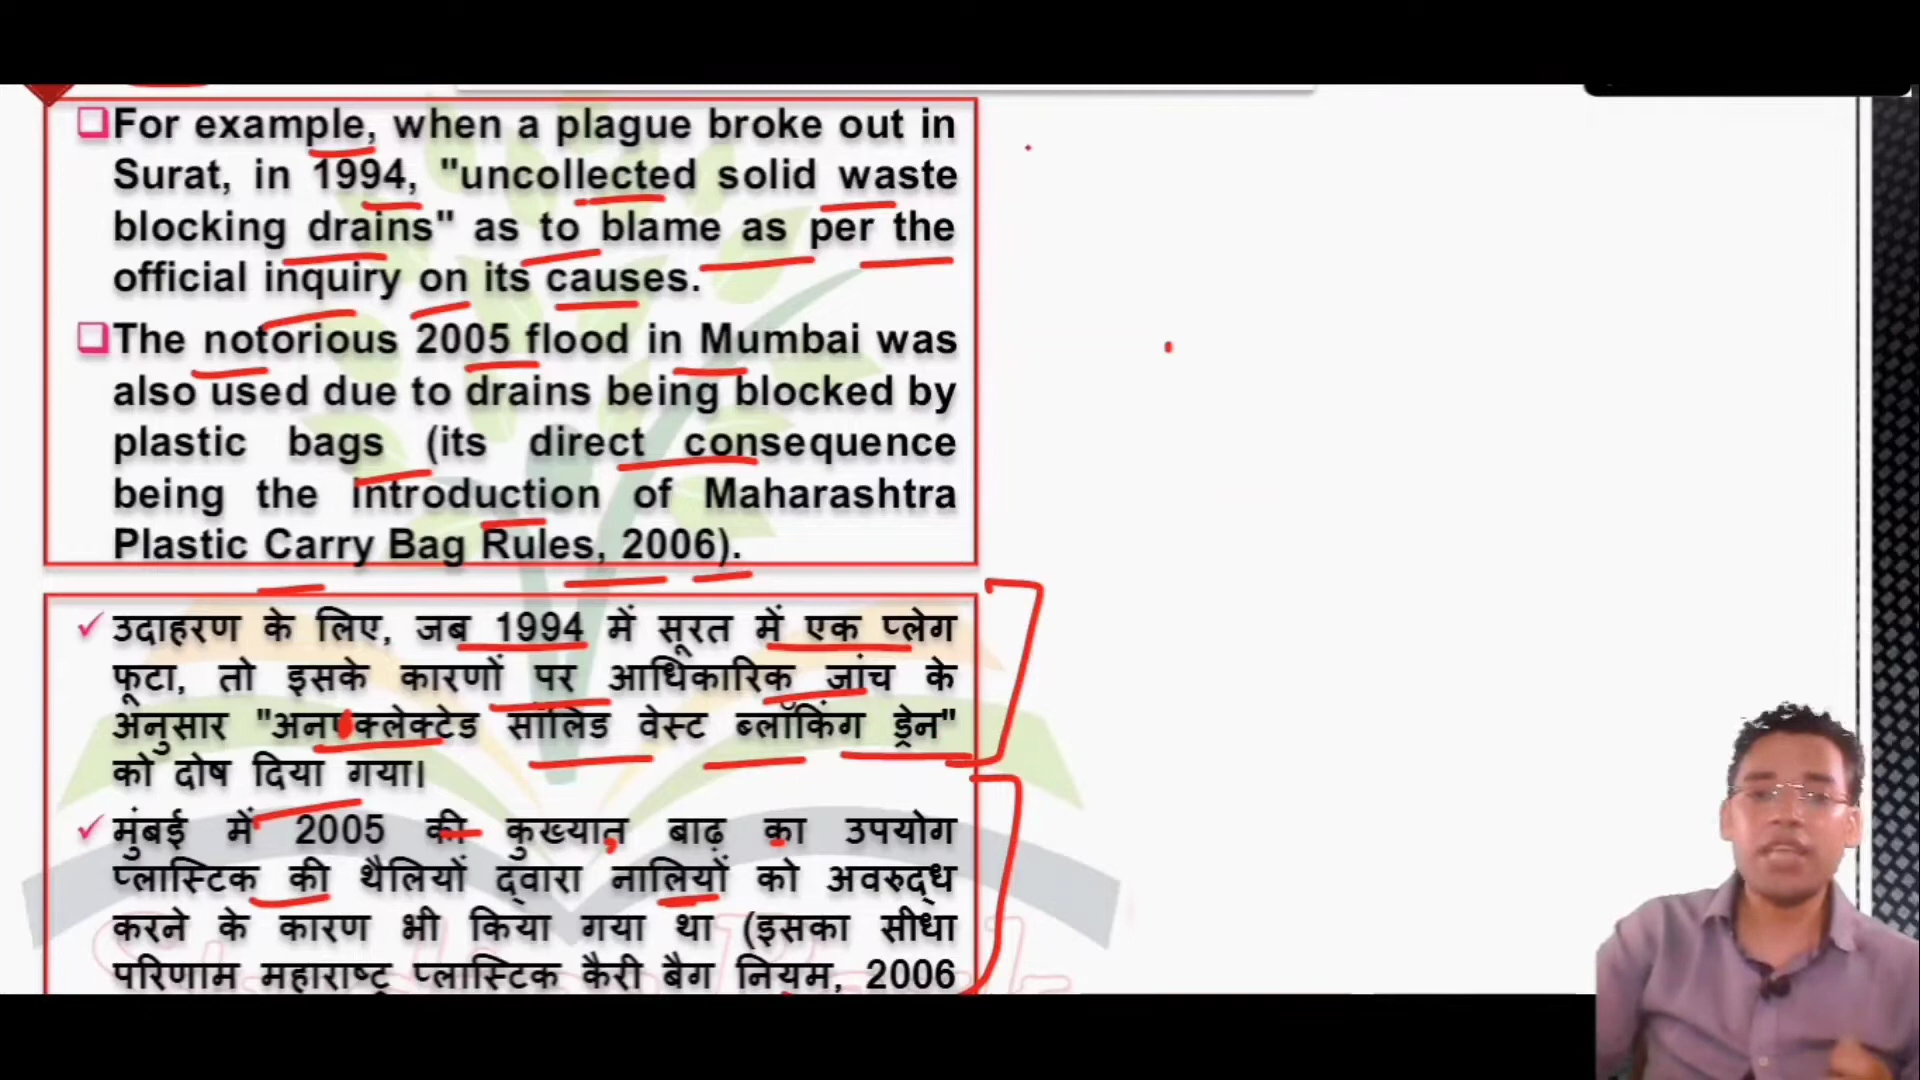 For example, when a plague broke out in
Surat, in 1994, "uncollected solid waste
blocking drains" as to blame as per the
official inquiry on its causes.
The notorious 2005 flood in Mumbai was
also used due to drains being blocked by
plastic bags (its direct consequence
being the introduction of Maharashtra
Plastic Carry Bag Rules, 2006).
उदाहरण के लिए, जब 1994 में सूरत में एक प्लेग
फूटा, तो इसके कारणों पर आधिकारिक जांच के
अनुसार "सॉलिड वेस्ट ब्लॉकिंग ड्रेन"
को दोष दिया गया।
मुंबई में 2005 की कुख्यात बाढ़ का उपयोग
प्लास्टिक की थैलियों द्वारा नालियों को अवरुद्ध
करने के कारण भी किया गया था (इसका सीधा
परिणाम महाराष्ट्र प्लास्टिक कैरी बैग नियम, 2006